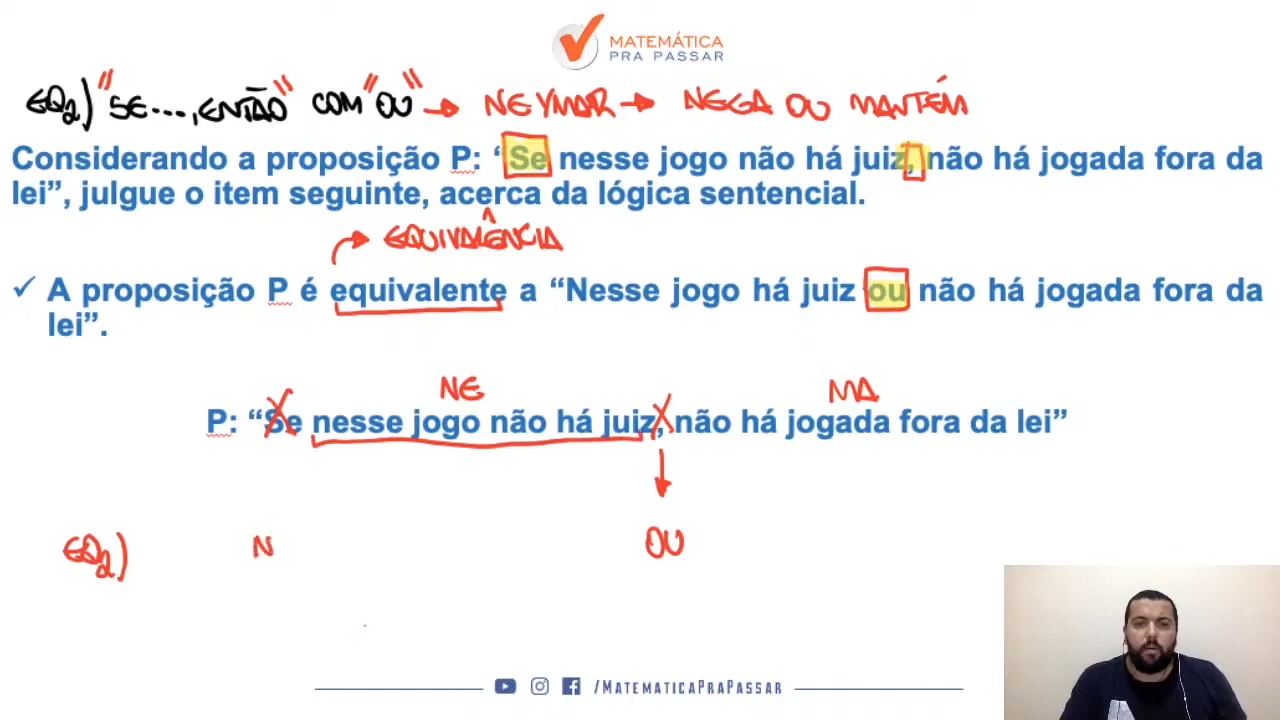 MATEMÁTICA
PRA PASSAR
EQ2) "SE..., ENTÃO" COM "OU" → NEYMAR → NEGA OU MANTÉM
Considerando a proposição P: “Se nesse jogo não há juiz, não há jogada fora da
lei”, julgue o item seguinte, acerca da lógica sentencial.
EQUIVALÊNCIA
✓ A proposição P é equivalente a “Nesse jogo há juiz ou não há jogada fora da
lei”.
NE MA
P: “Se nesse jogo não há juiz, não há jogada fora da lei”
EQ2) N OU
/MATEMATICAPRAPASSAR